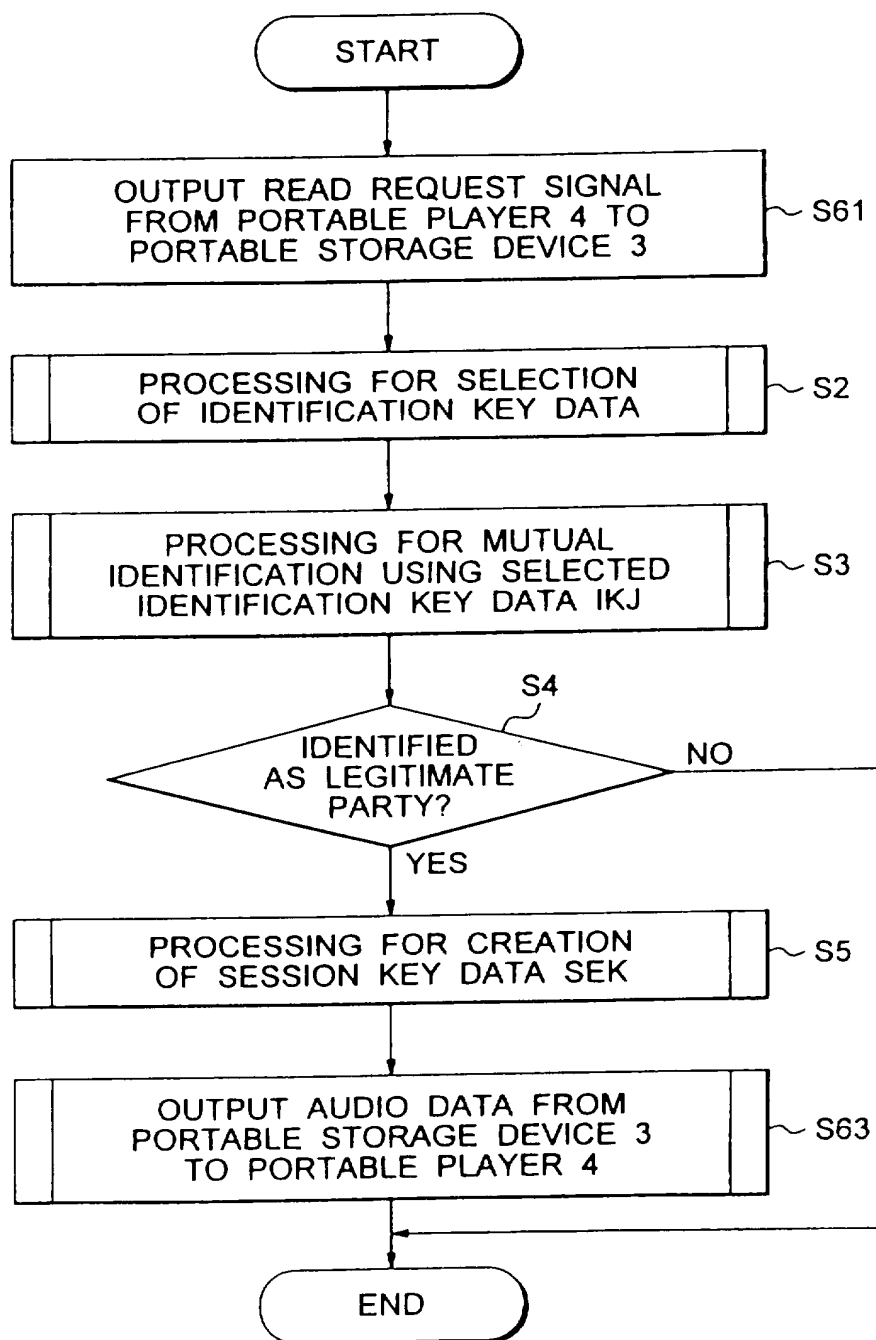 START
OUTPUT READ REQUEST SIGNAL
FROM PORTABLE PLAYER 4 TO
PORTABLE STORAGE DEVICE 3
S61
PROCESSING FOR SELECTION
OF IDENTIFICATION KEY DATA
S2
PROCESSING FOR MUTUAL
IDENTIFICATION USING SELECTED
IDENTIFICATION KEY DATA IKJ
S3
S4
IDENTIFIED
AS LEGITIMATE
PARTY?
NO
YES
PROCESSING FOR CREATION
OF SESSION KEY DATA SEK
S5
OUTPUT AUDIO DATA FROM
PORTABLE STORAGE DEVICE 3
TO PORTABLE PLAYER 4
S63
END